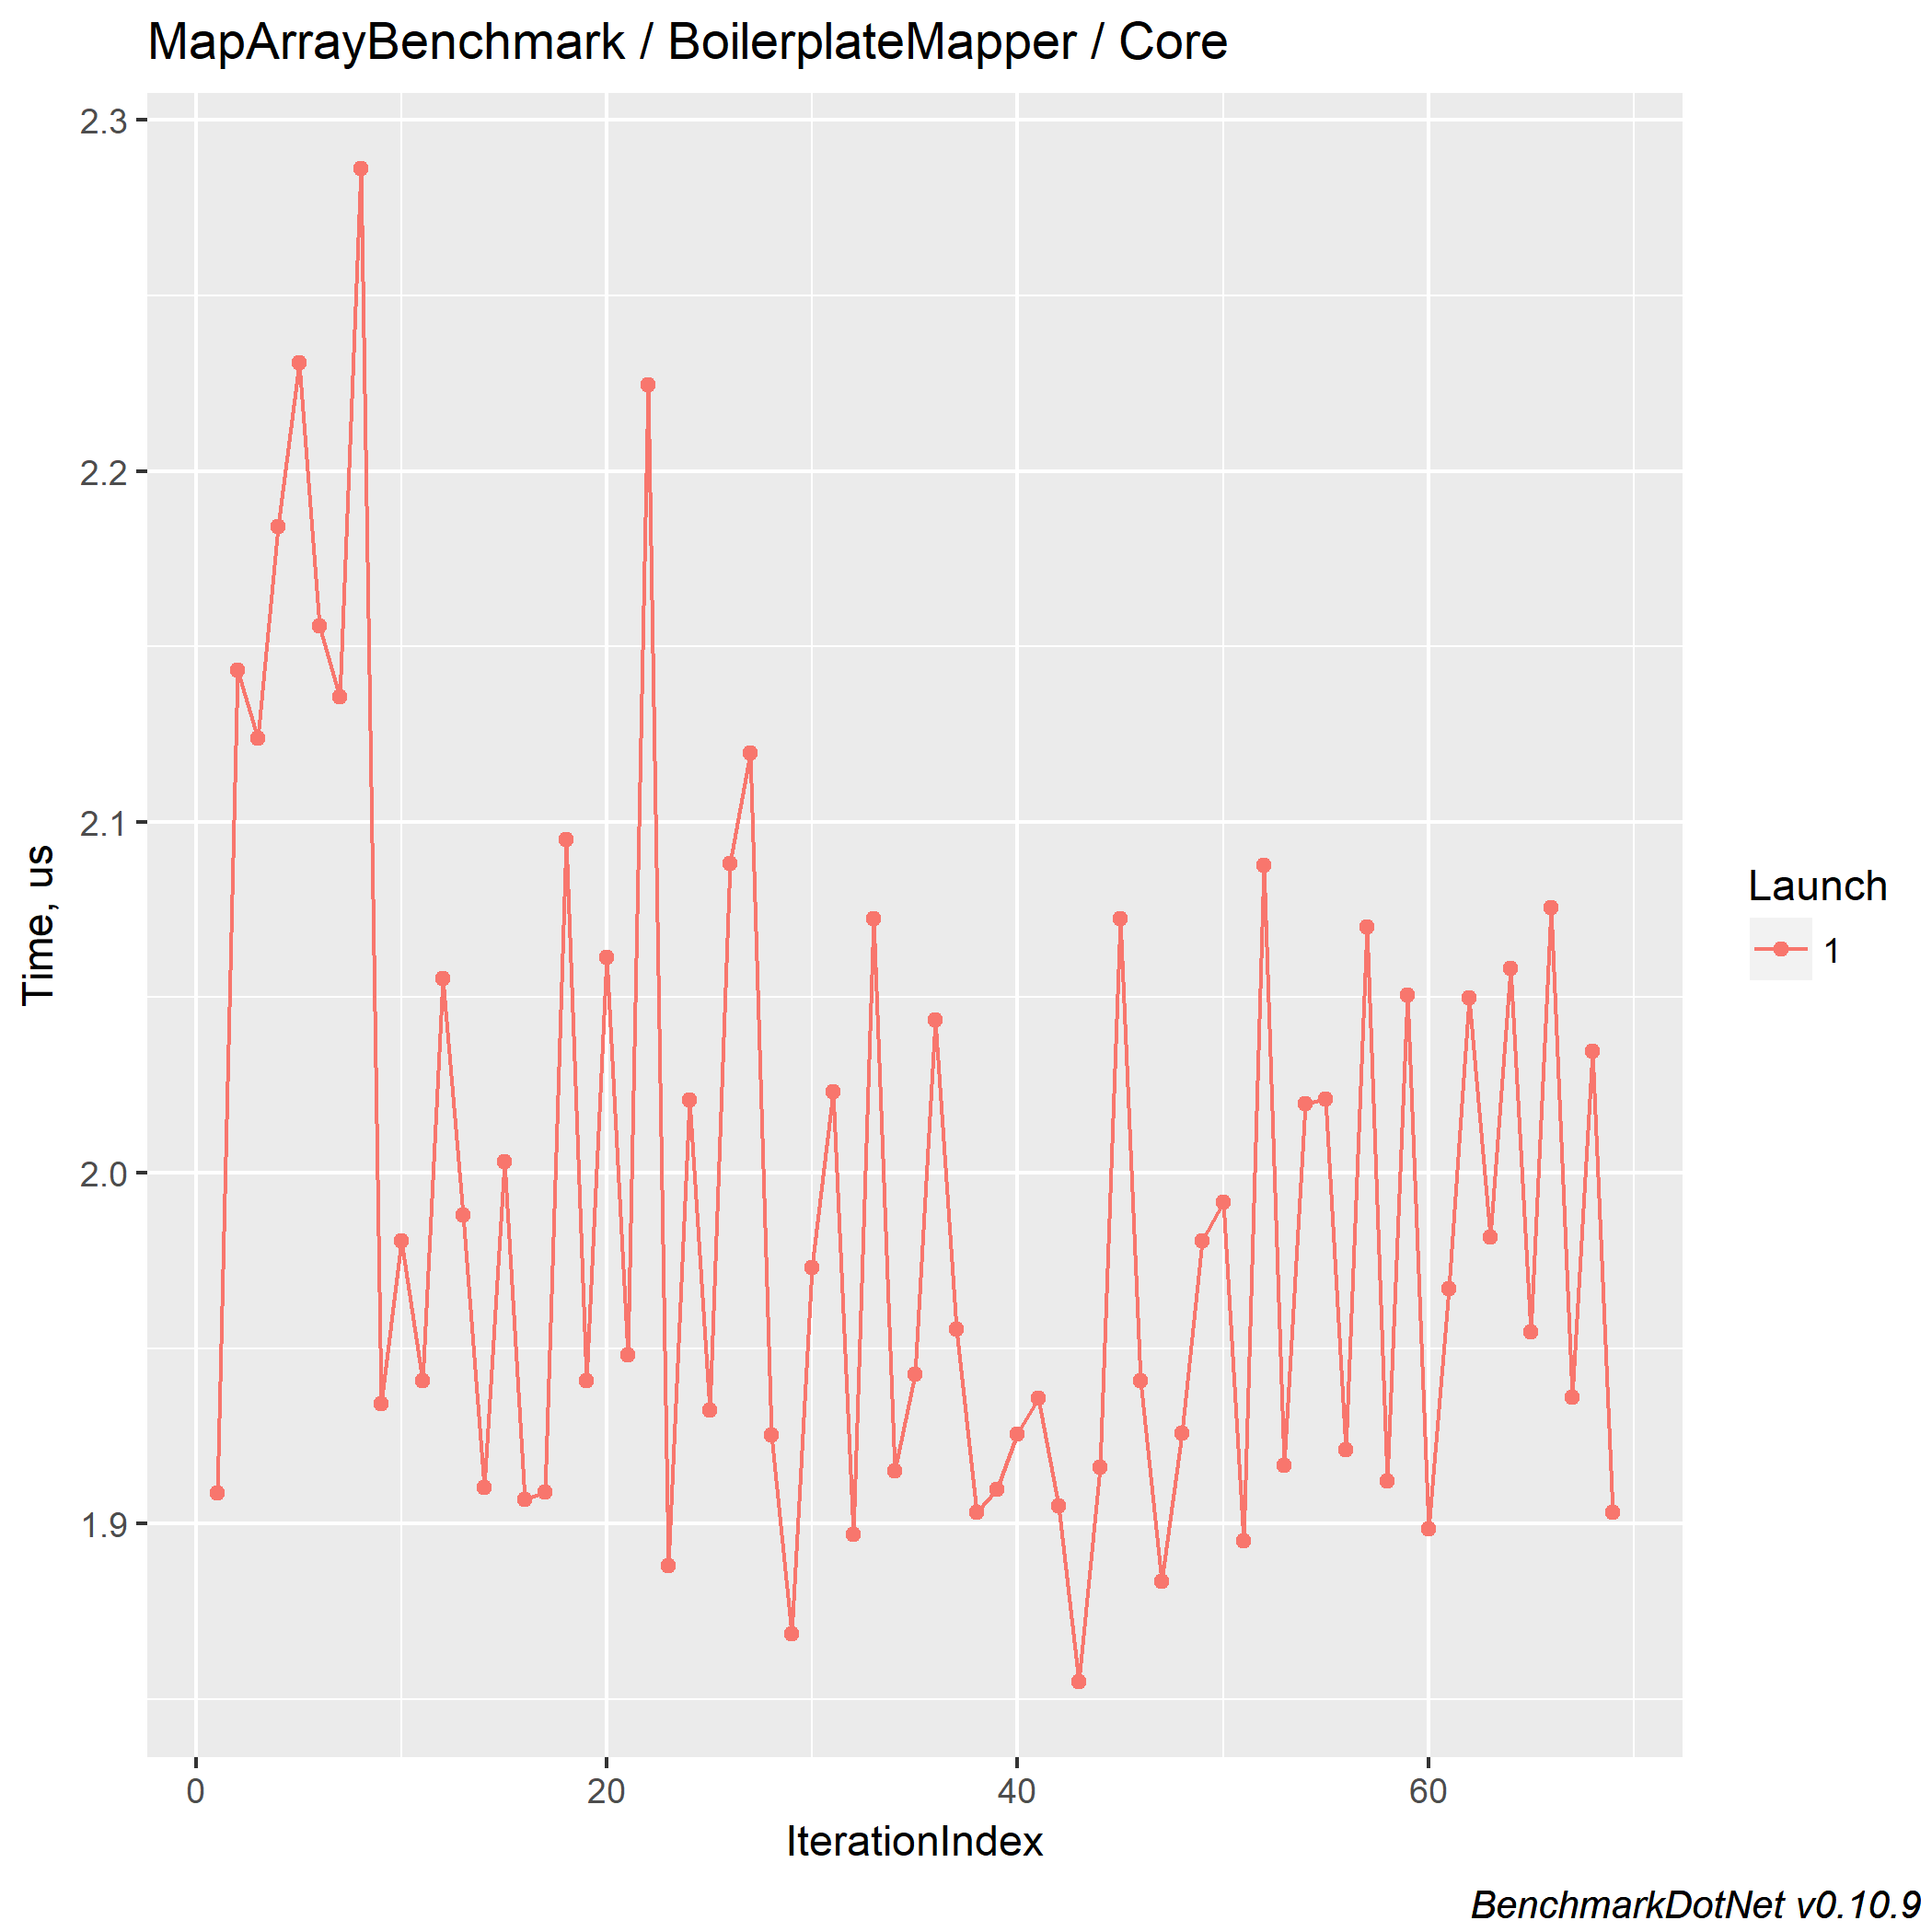 MapArrayBenchmark / BoilerplateMapper / Core
2.3
2.2
2.1
2.0
1.9
Time, us
0 20 40 60
IterationIndex
Launch
1
BenchmarkDotNet v0.10.9